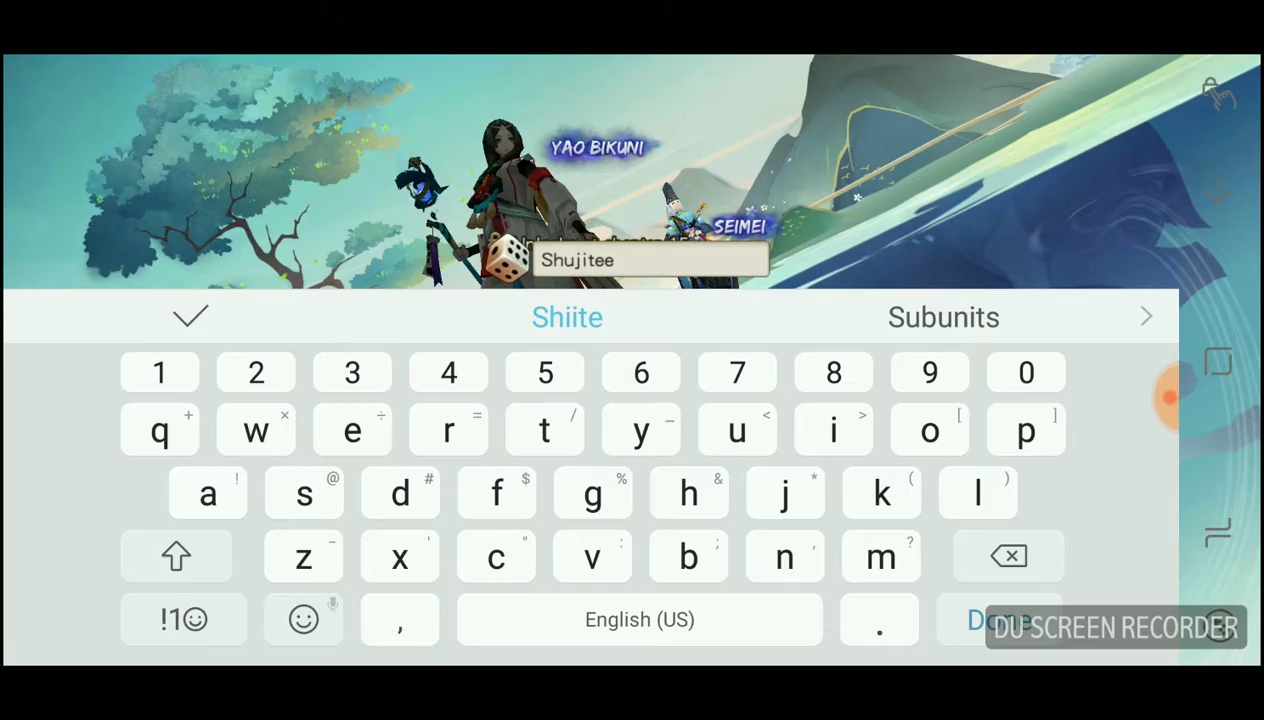 YAO BIKUNI
SEIMEI
Shujitee
Shiite Subunits
1 2 3 4 5 6 7 8 9 0
+ × ÷ = / _ < > [ ]
q w e r t y u i o p
! @ # $ % & * ( )
a s d f g h j k l
- ' " : ; , ?
z x c v b n m
!1☺ , English (US) . Done
DU SCREEN RECORDER